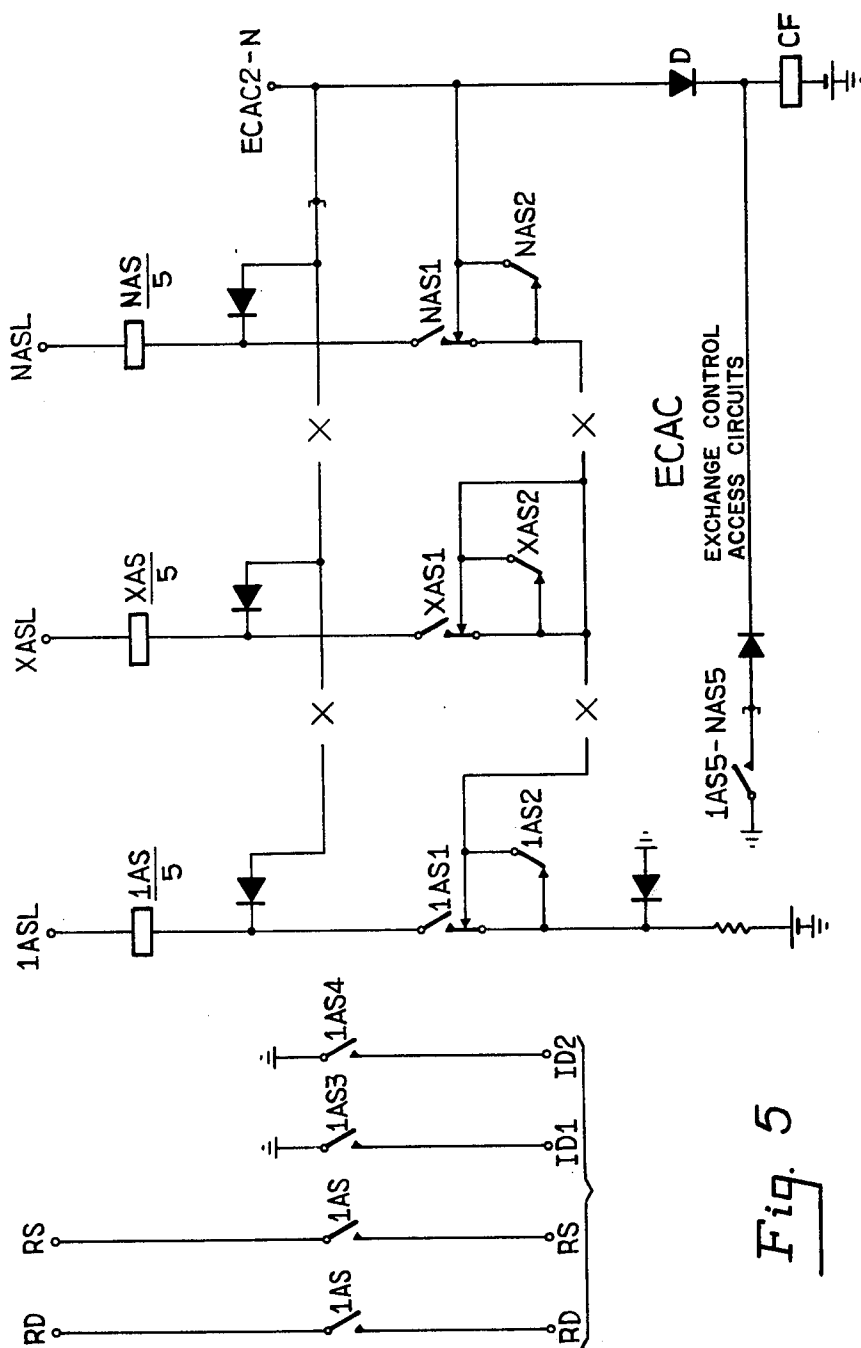 NASL
XASL
1ASL
NAS
5
XAS
5
1AS
5
ECAC2-N
NAS1
NAS2
XAS1
XAS2
1AS1
1AS2
D
CF
ECAC
EXCHANGE CONTROL
ACCESS CIRCUITS
1AS5-NAS5
RD
RS
1AS
1AS
1AS3
1AS4
RD
RS
ID1
ID2
Fig. 5